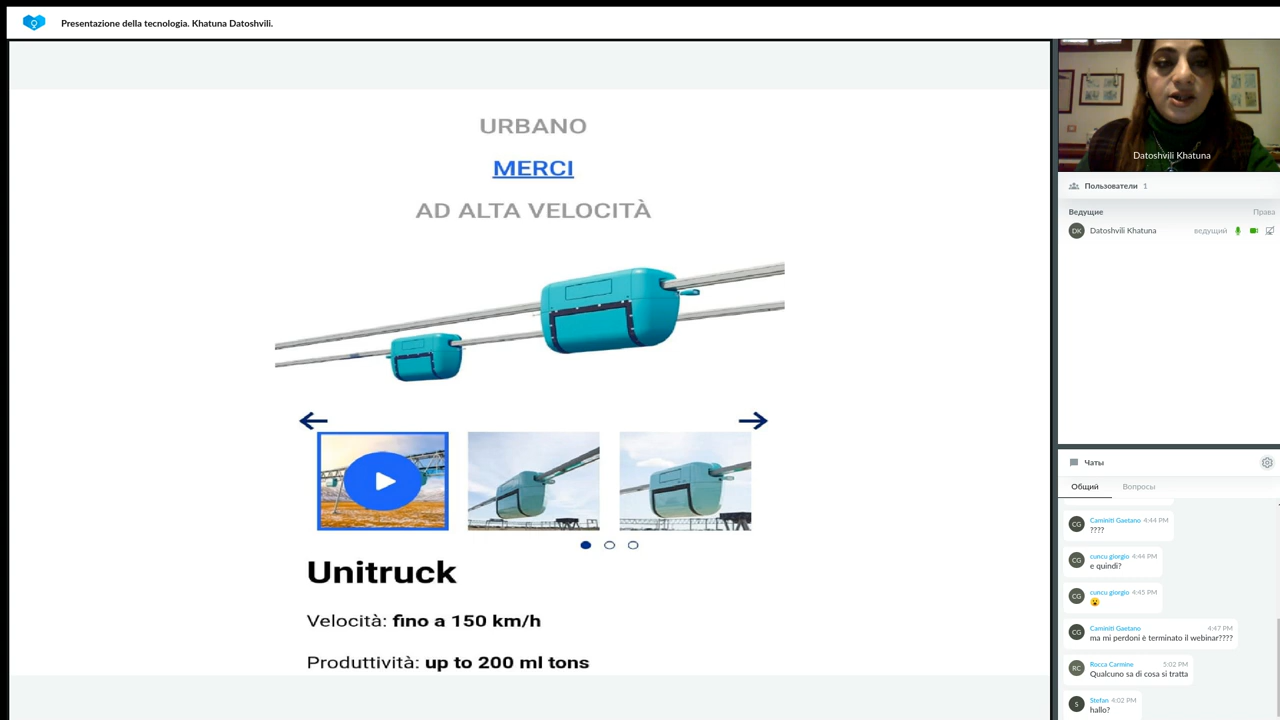 Presentazione della tecnologia. Khatuna Datoshvili.
URBANO
MERCI
AD ALTA VELOCITÀ
Unitruck
Velocità: fino a 150 km/h
Produttività: up to 200 ml tons
Datoshvili Khatuna
Пользователи 1
Ведущие Права
DK Datoshvili Khatuna ведущий
Чаты
Общий Вопросы
CG Caminiti Gaetano 4:44 PM
????
CG cuncu giorgio 4:44 PM
e quindi?
CG cuncu giorgio 4:45 PM
😮
CG Caminiti Gaetano 4:47 PM
ma mi perdoni è terminato il webinar????
RC Rocca Carmine 5:02 PM
Qualcuno sa di cosa si tratta
S Stefan 4:02 PM
hallo?